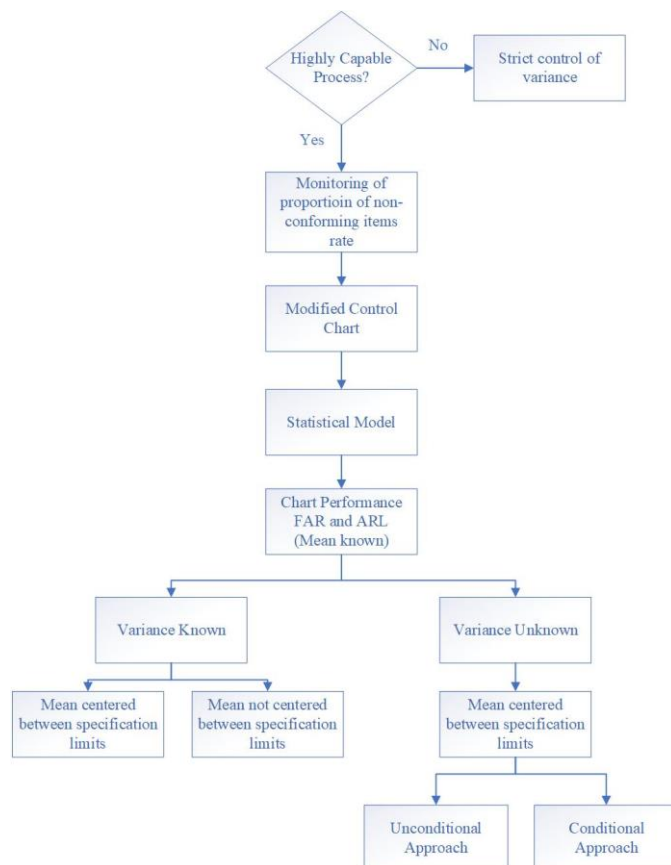 Highly Capable
Process?
No
Strict control of
variance
Yes
Monitoring of
proportioin of non-
conforming items
rate
Modified Control
Chart
Statistical Model
Chart Performance
FAR and ARL
(Mean known)
Variance Known
Variance Unknown
Mean centered
between specification
limits
Mean not centered
between specification
limits
Mean centered
between specification
limits
Unconditional
Approach
Conditional
Approach